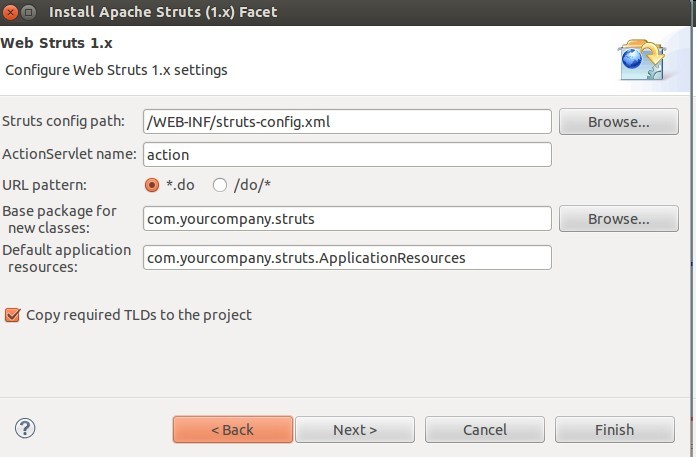 Install Apache Struts (1.x) Facet
Web Struts 1.x
Configure Web Struts 1.x settings
Struts config path: /WEB-INF/struts-config.xml Browse...
ActionServlet name: action
URL pattern: *.do /do/*
Base package for
new classes: com.yourcompany.struts Browse...
Default application
resources: com.yourcompany.struts.ApplicationResources
Copy required TLDs to the project
? < Back Next > Cancel Finish